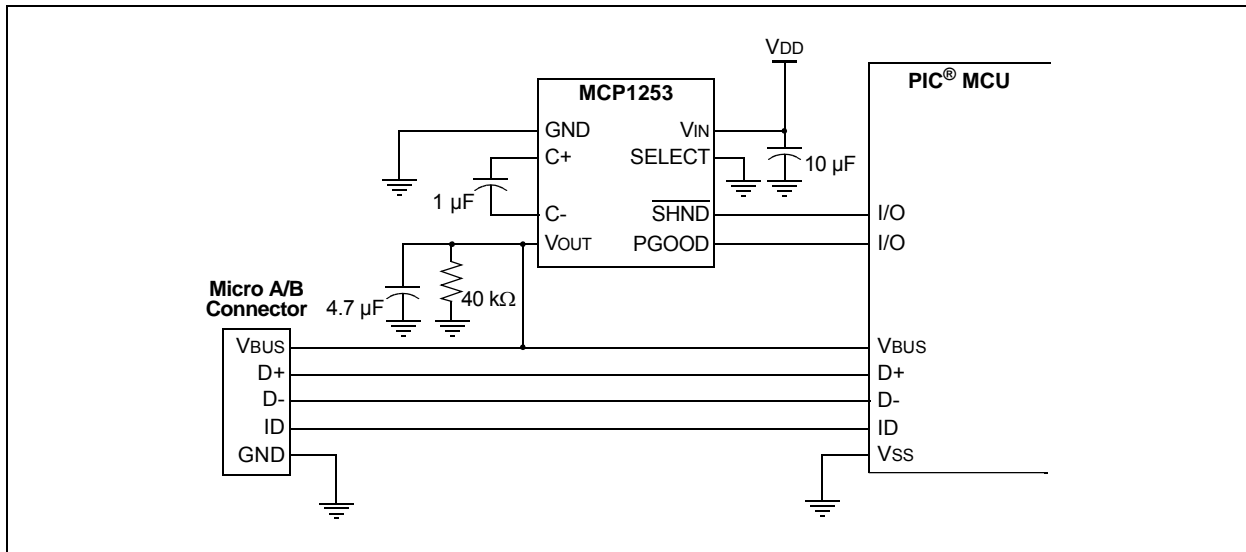 VDD
PIC® MCU
MCP1253
GND
VIN
C+
SELECT
10 µF
1 µF
C-
SHND
I/O
VOUT
PGOOD
I/O
Micro A/B
Connector
4.7 µF
40 kΩ
VBUS
VBUS
D+
D+
D-
D-
ID
ID
GND
VSS